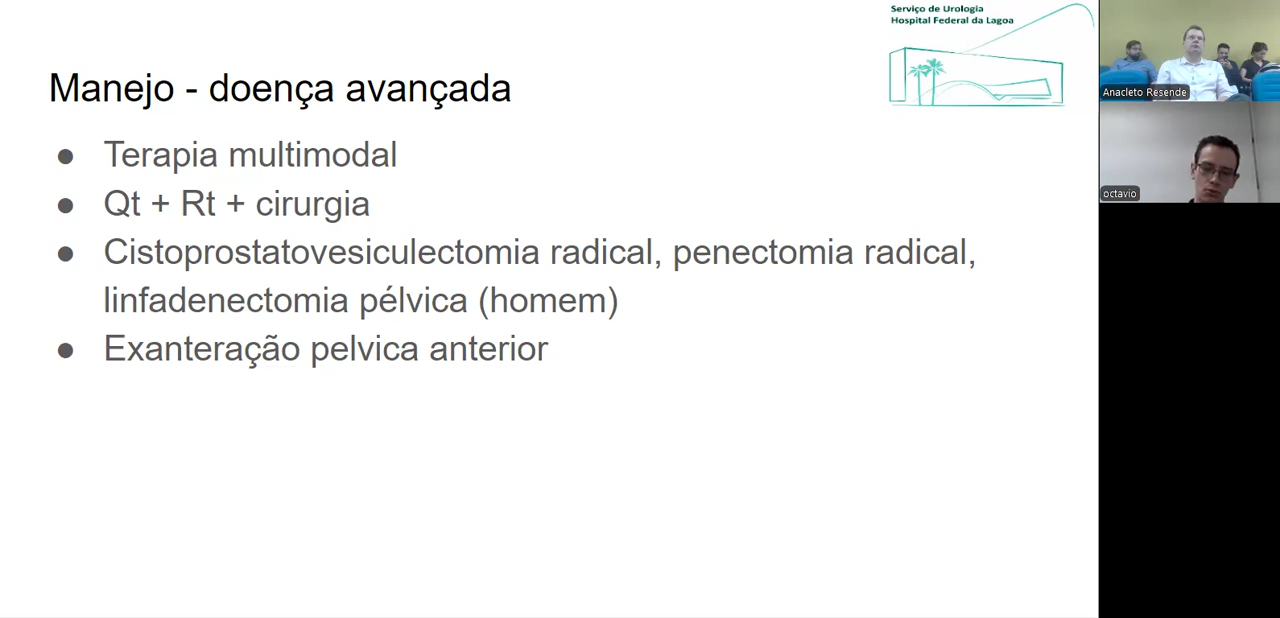 Serviço de Urologia
Hospital Federal da Lagoa
Manejo - doença avançada
● Terapia multimodal
● Qt + Rt + cirurgia
● Cistoprostatovesiculectomia radical, penectomia radical,
linfadenectomia pélvica (homem)
● Exanteração pelvica anterior
Anacleto Resende
octavio